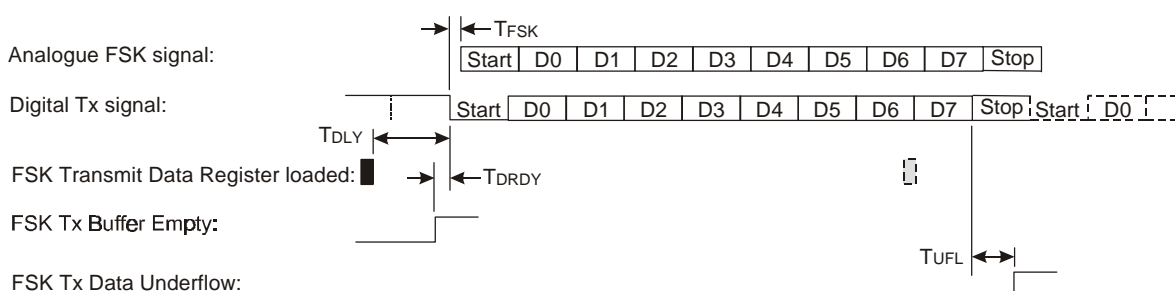 TFSK
Analogue FSK signal:
Start D0 D1 D2 D3 D4 D5 D6 D7 Stop
Digital Tx signal:
Start D0 D1 D2 D3 D4 D5 D6 D7 Stop Start D0
TDLY
FSK Transmit Data Register loaded:
TDRDY
FSK Tx Buffer Empty:
TUFL
FSK Tx Data Underflow: